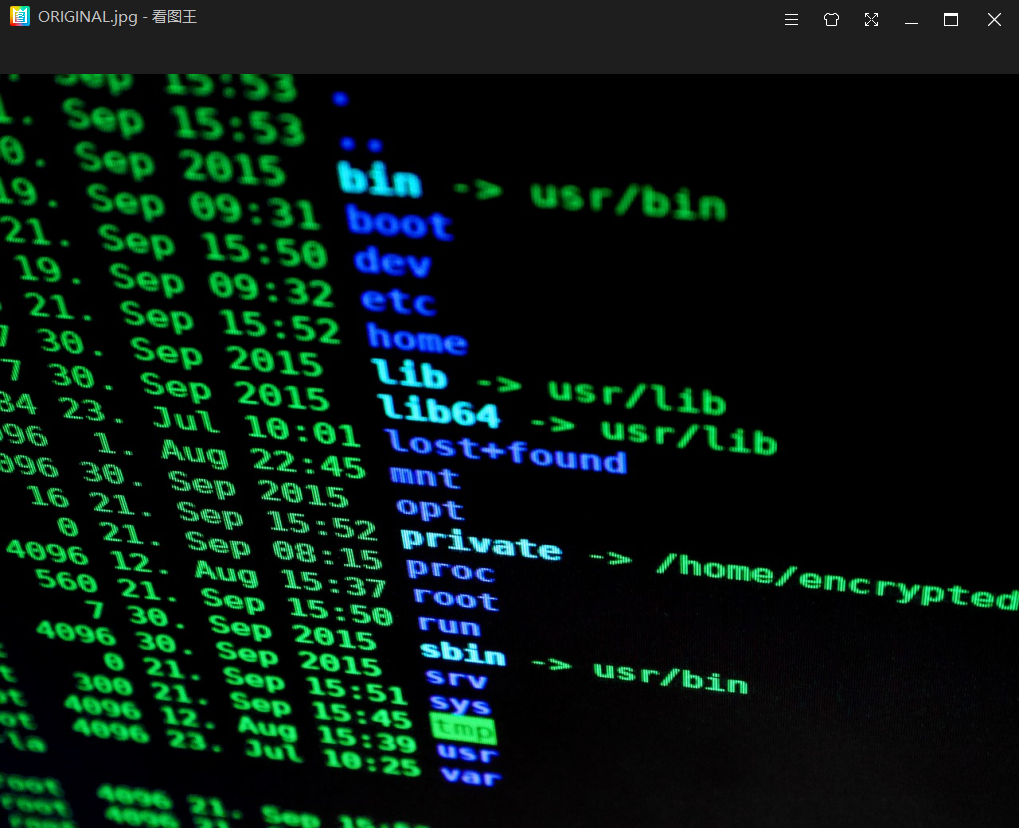 ORIGINAL.jpg - 看图王
Sep 15:53 .
1. Sep 15:53 ..
0. Sep 2015 bin -> usr/bin
19. Sep 09:31 boot
21. Sep 15:50 dev
19. Sep 09:32 etc
21. Sep 15:52 home
7 30. Sep 2015 lib -> usr/lib
7 30. Sep 2015 lib64 -> usr/lib
84 23. Jul 10:01 lost+found
096 1. Aug 22:45 mnt
096 30. Sep 2015 opt
16 21. Sep 15:52 private -> /home/encrypted
0 21. Sep 08:15 proc
4096 12. Aug 15:37 root
560 21. Sep 15:50 run
7 30. Sep 2015 sbin -> usr/bin
4096 30. Sep 2015 srv
0 21. Sep 15:51 sys
300 21. Sep 15:45 tmp
4096 12. Aug 15:39 usr
4096 23. Jul 10:25 var
root 4096 21. Sep
root 4096
root